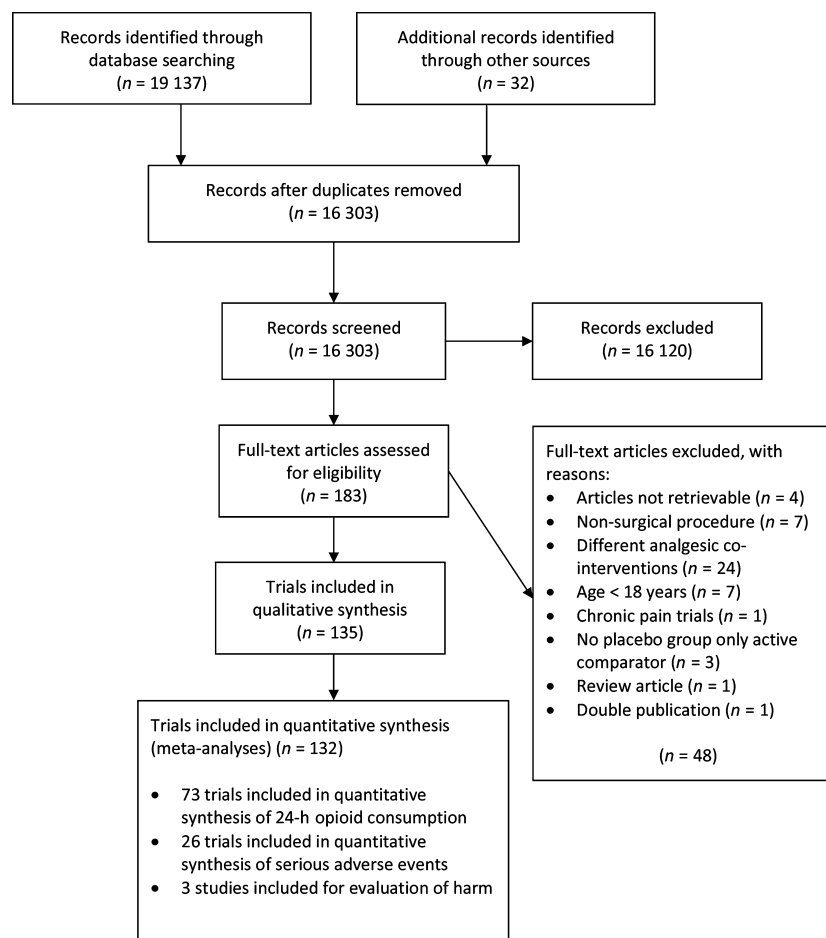 Records identified through
database searching
(n = 19 137)
Additional records identified
through other sources
(n = 32)
Records after duplicates removed
(n = 16 303)
Records screened
(n = 16 303)
Records excluded
(n = 16 120)
Full-text articles assessed
for eligibility
(n = 183)
Full-text articles excluded, with
reasons:
• Articles not retrievable (n = 4)
• Non-surgical procedure (n = 7)
• Different analgesic co-
interventions (n = 24)
• Age < 18 years (n = 7)
• Chronic pain trials (n = 1)
• No placebo group only active
comparator (n = 3)
• Review article (n = 1)
• Double publication (n = 1)
(n = 48)
Trials included in
qualitative synthesis
(n = 135)
Trials included in quantitative synthesis
(meta-analyses) (n = 132)
• 73 trials included in quantitative
synthesis of 24-h opioid consumption
• 26 trials included in quantitative
synthesis of serious adverse events
• 3 studies included for evaluation of harm